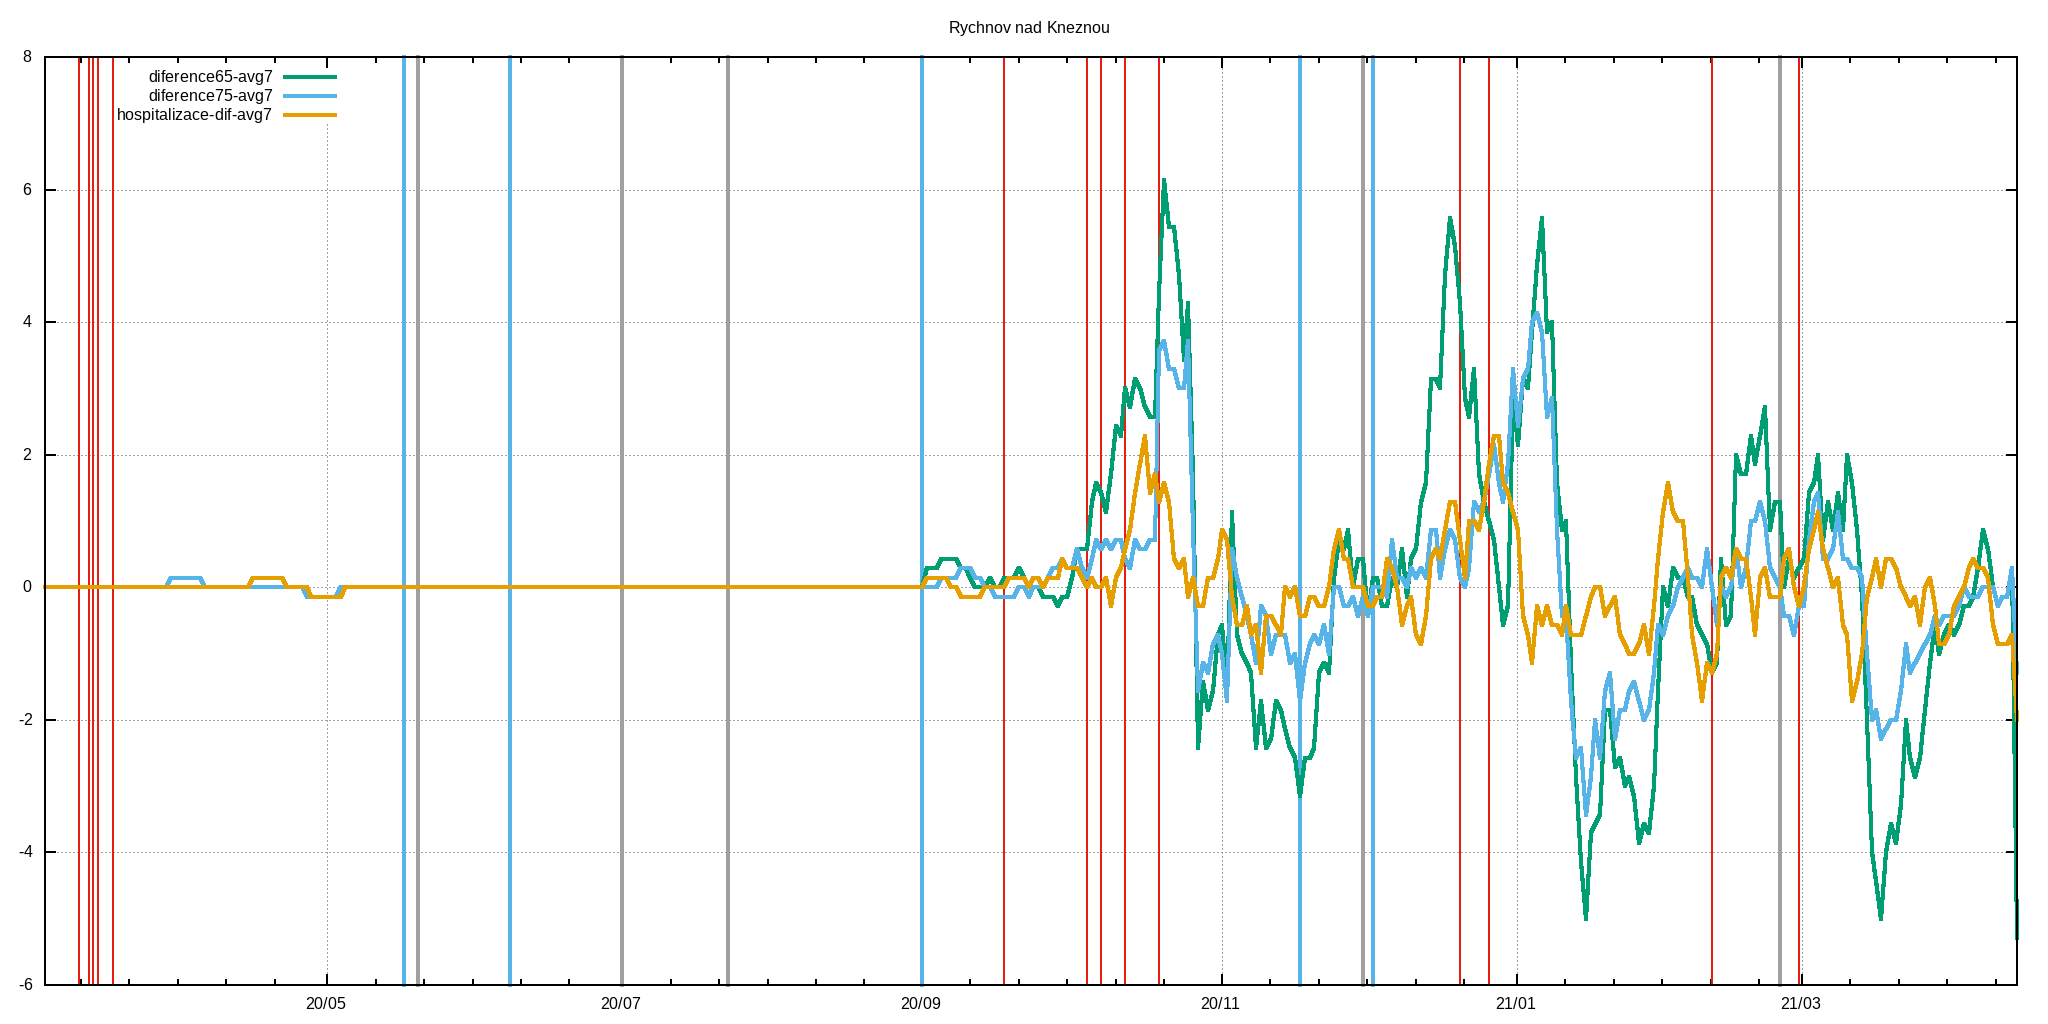 Rychnov nad Kneznou
8
diference65-avg7
diference75-avg7
hospitalizace-dif-avg7
6
4
2
0
-2
-4
-6
20/05 20/07 20/09 20/11 21/01 21/03